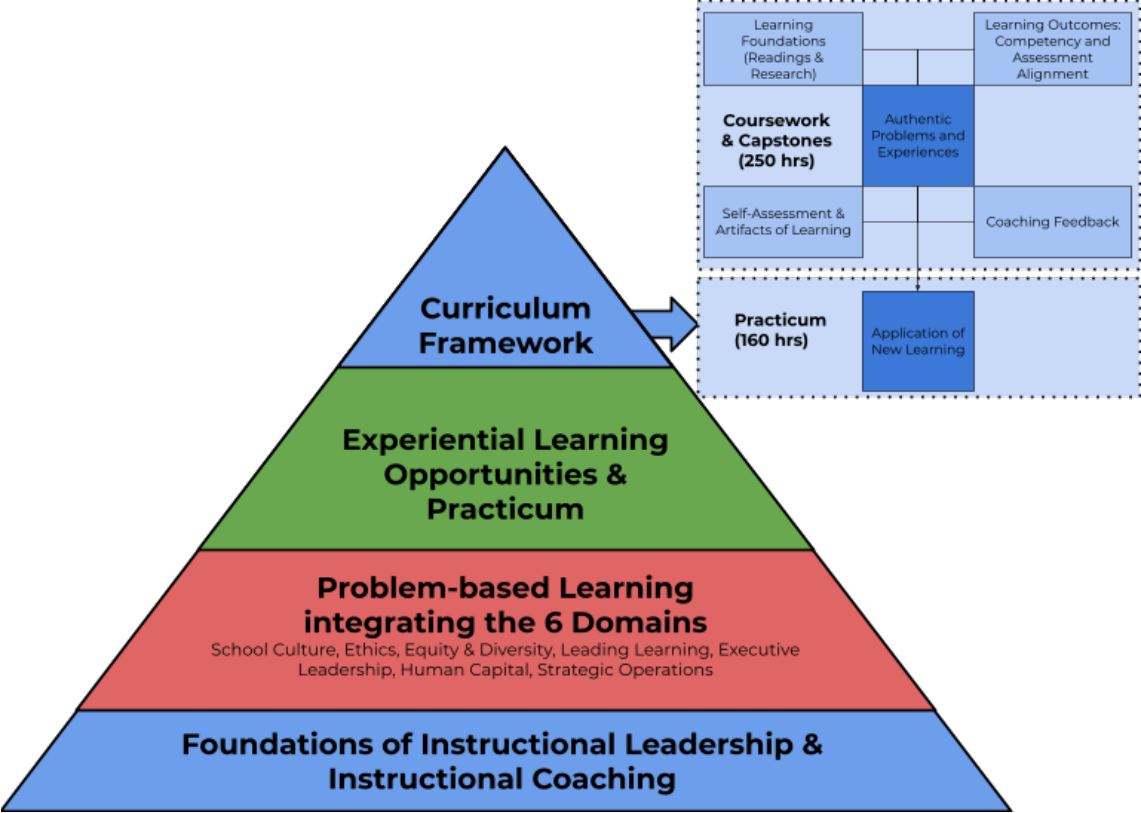 Learning
Foundations
(Readings &
Research)
Learning Outcomes:
Competency and
Assessment
Alignment
Coursework
& Capstones
(250 hrs)
Authentic
Problems and
Experiences
Self-Assessment &
Artifacts of Learning
Coaching Feedback
Practicum
(160 hrs)
Application of
New Learning
Curriculum
Framework
Experiential Learning
Opportunities &
Practicum
Problem-based Learning
integrating the 6 Domains
School Culture, Ethics, Equity & Diversity, Leading Learning, Executive
Leadership, Human Capital, Strategic Operations
Foundations of Instructional Leadership &
Instructional Coaching